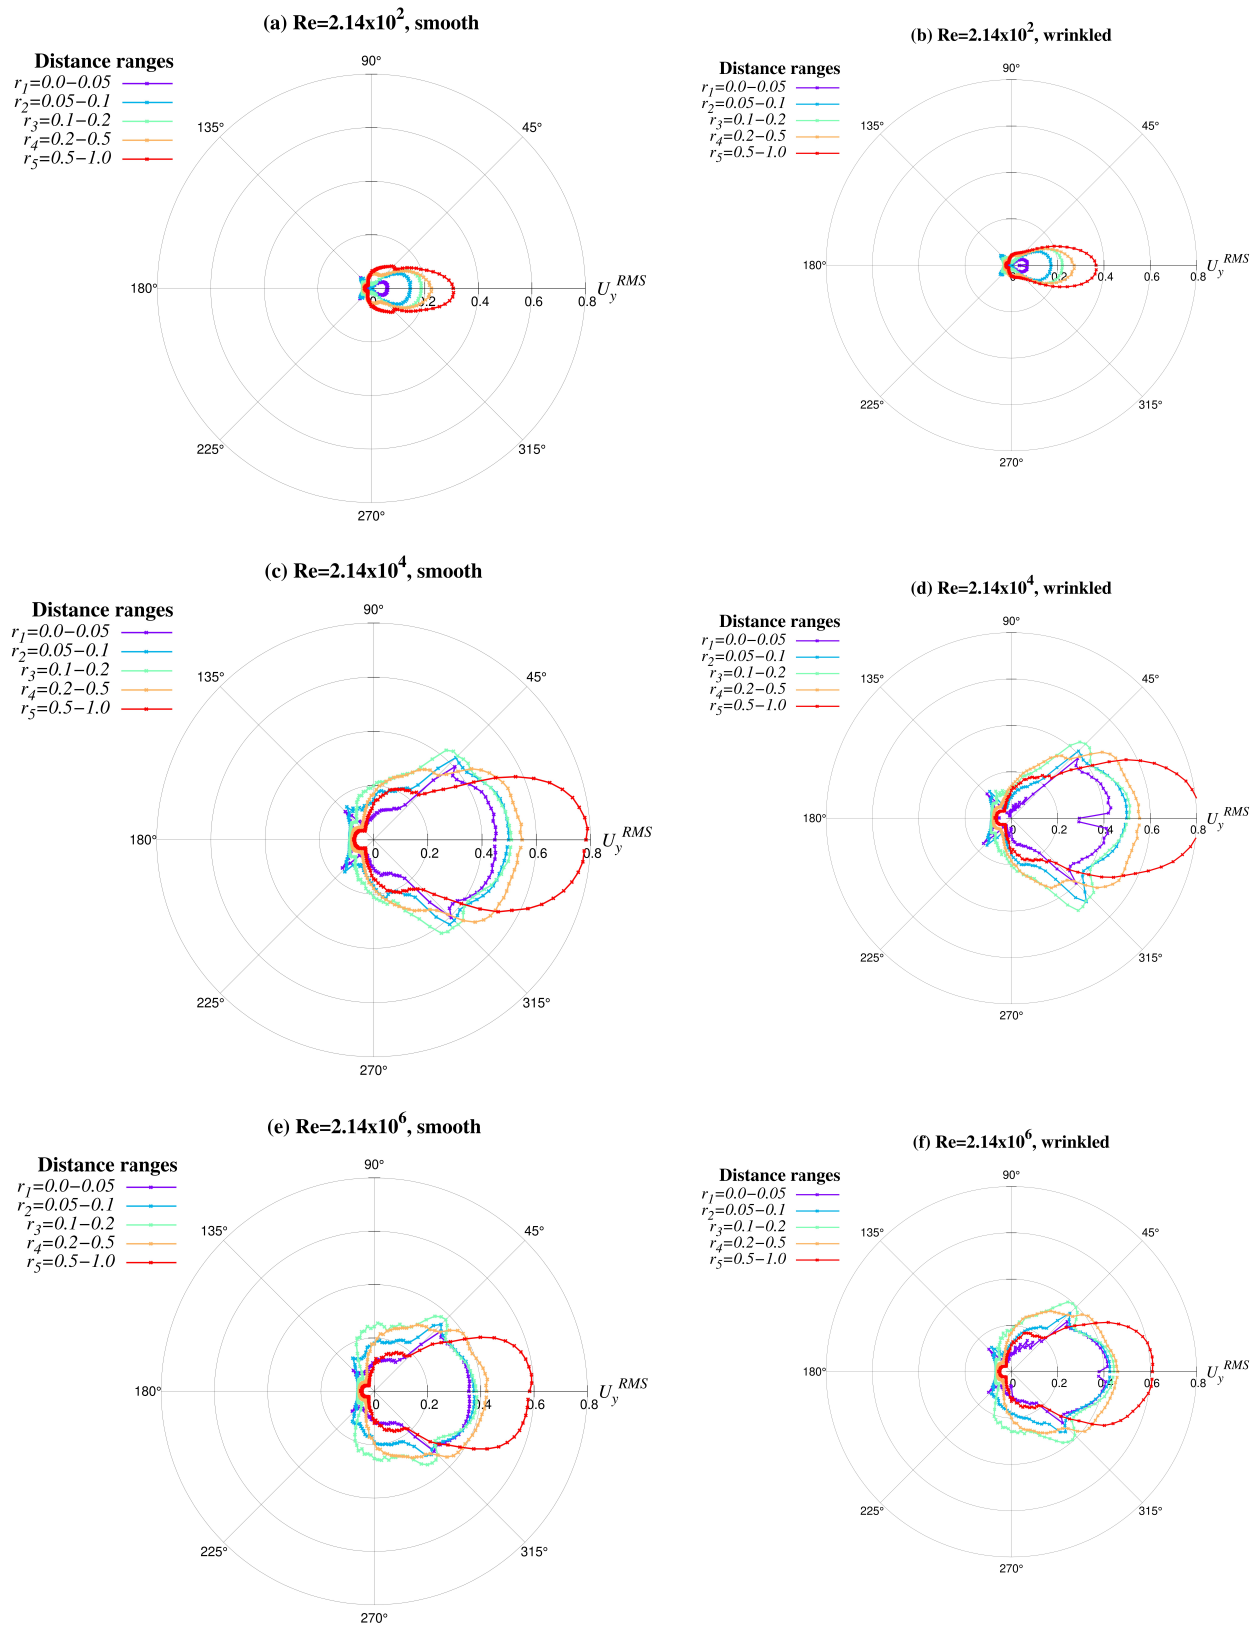 (a) Re=2.14x10², smooth
Distance ranges
r₁=0.0−0.05
r₂=0.05−0.1
r₃=0.1−0.2
r₄=0.2−0.5
r₅=0.5−1.0
90°
135° 45°
180° 0 0.2 0.4 0.6 0.8 U_y^RMS
225° 315°
270°
(b) Re=2.14x10², wrinkled
Distance ranges
r₁=0.0−0.05
r₂=0.05−0.1
r₃=0.1−0.2
r₄=0.2−0.5
r₅=0.5−1.0
90°
135° 45°
180° 0 0.2 0.4 0.6 0.8 U_y^RMS
225° 315°
270°
(c) Re=2.14x10⁴, smooth
Distance ranges
r₁=0.0−0.05
r₂=0.05−0.1
r₃=0.1−0.2
r₄=0.2−0.5
r₅=0.5−1.0
90°
135° 45°
180° 0 0.2 0.4 0.6 0.8 U_y^RMS
225° 315°
270°
(d) Re=2.14x10⁴, wrinkled
Distance ranges
r₁=0.0−0.05
r₂=0.05−0.1
r₃=0.1−0.2
r₄=0.2−0.5
r₅=0.5−1.0
90°
135° 45°
180° 0 0.2 0.4 0.6 0.8 U_y^RMS
225° 315°
270°
(e) Re=2.14x10⁶, smooth
Distance ranges
r₁=0.0−0.05
r₂=0.05−0.1
r₃=0.1−0.2
r₄=0.2−0.5
r₅=0.5−1.0
90°
135° 45°
180° 0 0.2 0.4 0.6 0.8 U_y^RMS
225° 315°
270°
(f) Re=2.14x10⁶, wrinkled
Distance ranges
r₁=0.0−0.05
r₂=0.05−0.1
r₃=0.1−0.2
r₄=0.2−0.5
r₅=0.5−1.0
90°
135° 45°
180° 0 0.2 0.4 0.6 0.8 U_y^RMS
225° 315°
270°